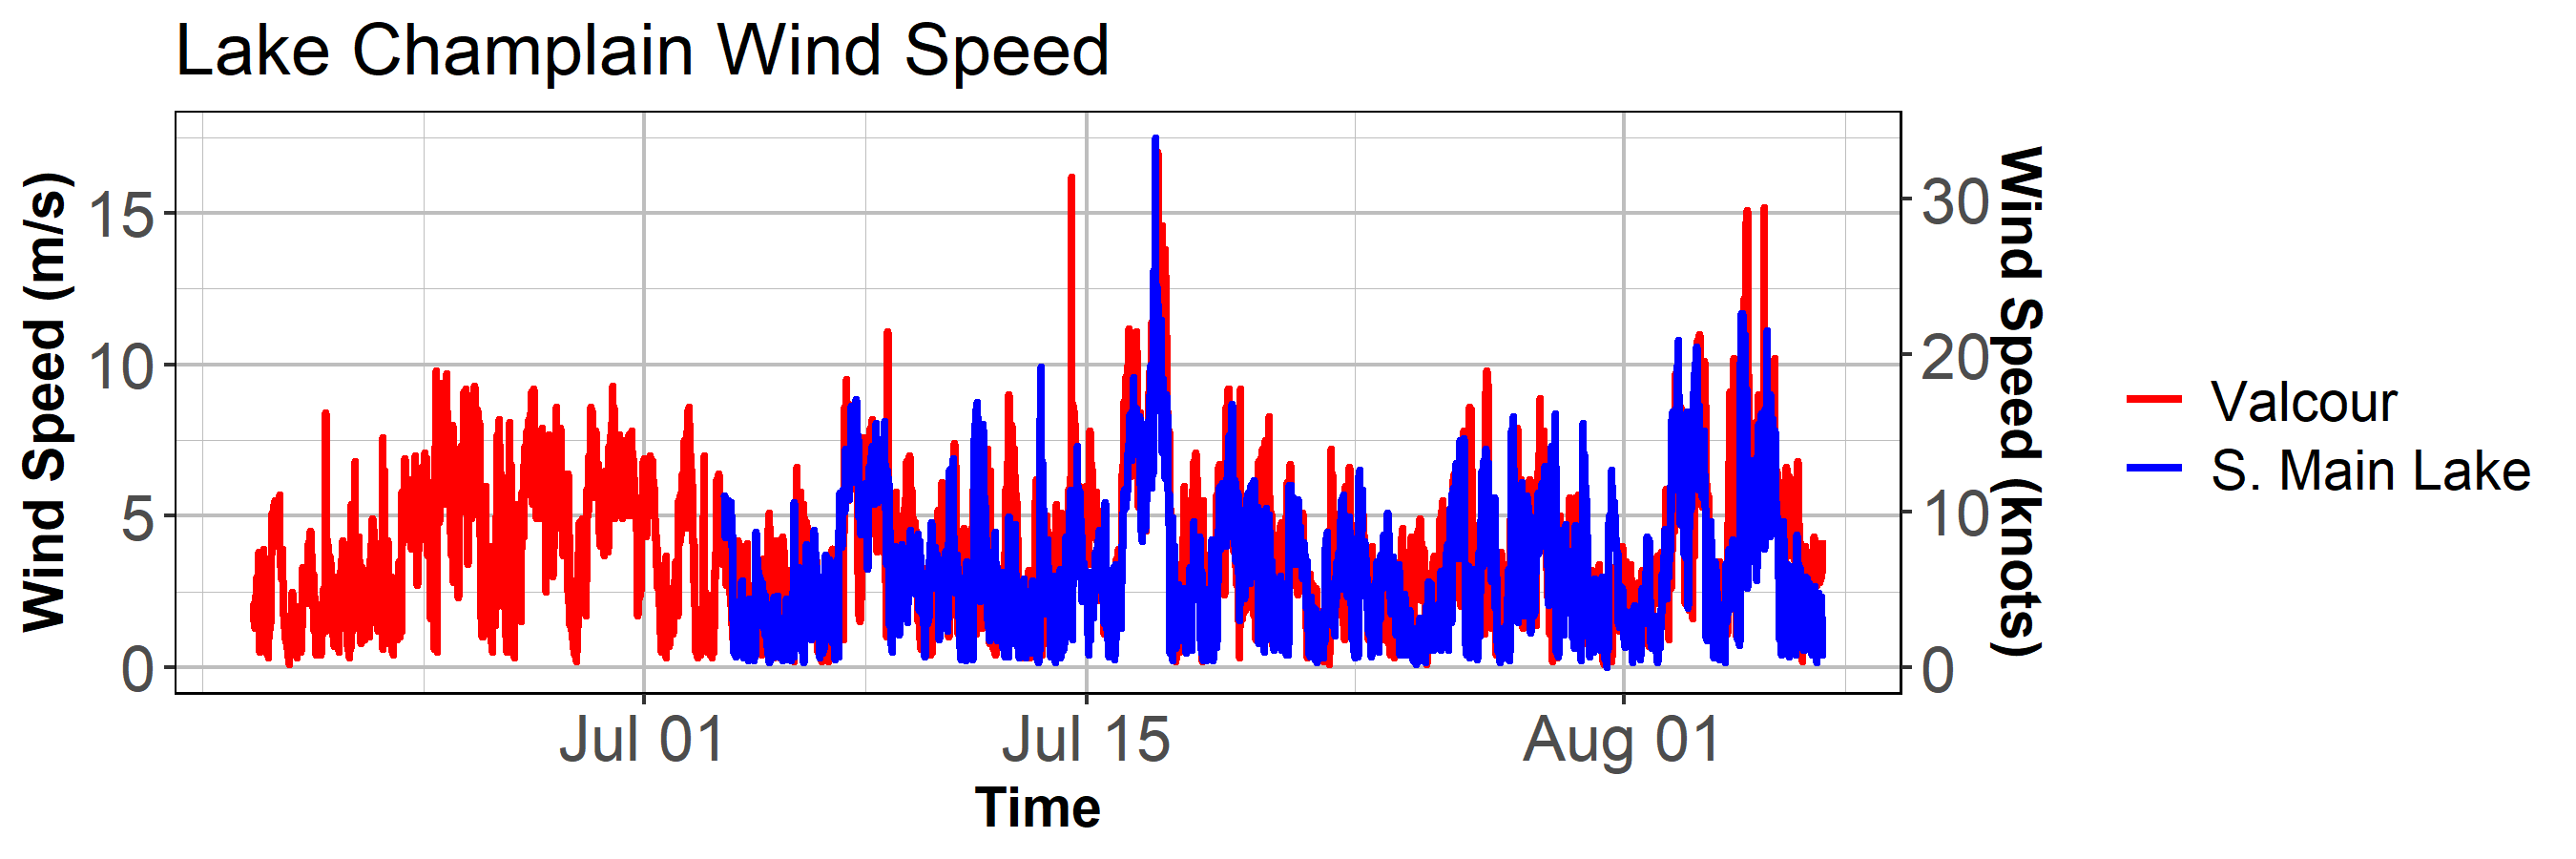 Lake Champlain Wind Speed
Wind Speed (m/s)
15
10
5
0
30
20
10
0
Wind Speed (knots)
Jul 01
Jul 15
Aug 01
Time
Valcour
S. Main Lake